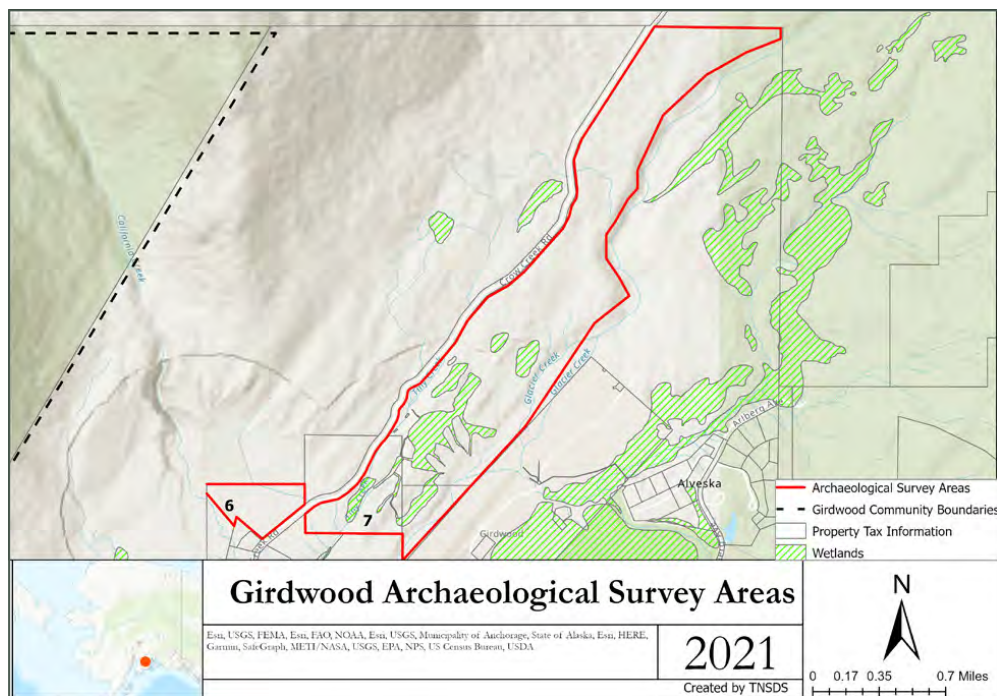 California Creek
Crow Creek Rd
Glacier Creek
Glacier Creek
Arlberg Ave
6
7
Alyeska
Girdwood
Archaeological Survey Areas
Girdwood Community Boundaries
Property Tax Information
Wetlands
Girdwood Archaeological Survey Areas
Esri, USGS, FEMA, Esri, FAO, NOAA, Esri, USGS, Municipality of Anchorage, State of Alaska, Esri, HERE,
Garmin, SafeGraph, METI/NASA, USGS, EPA, NPS, US Census Bureau, USDA
2021
Created by TNSDS
N
0 0.17 0.35 0.7 Miles